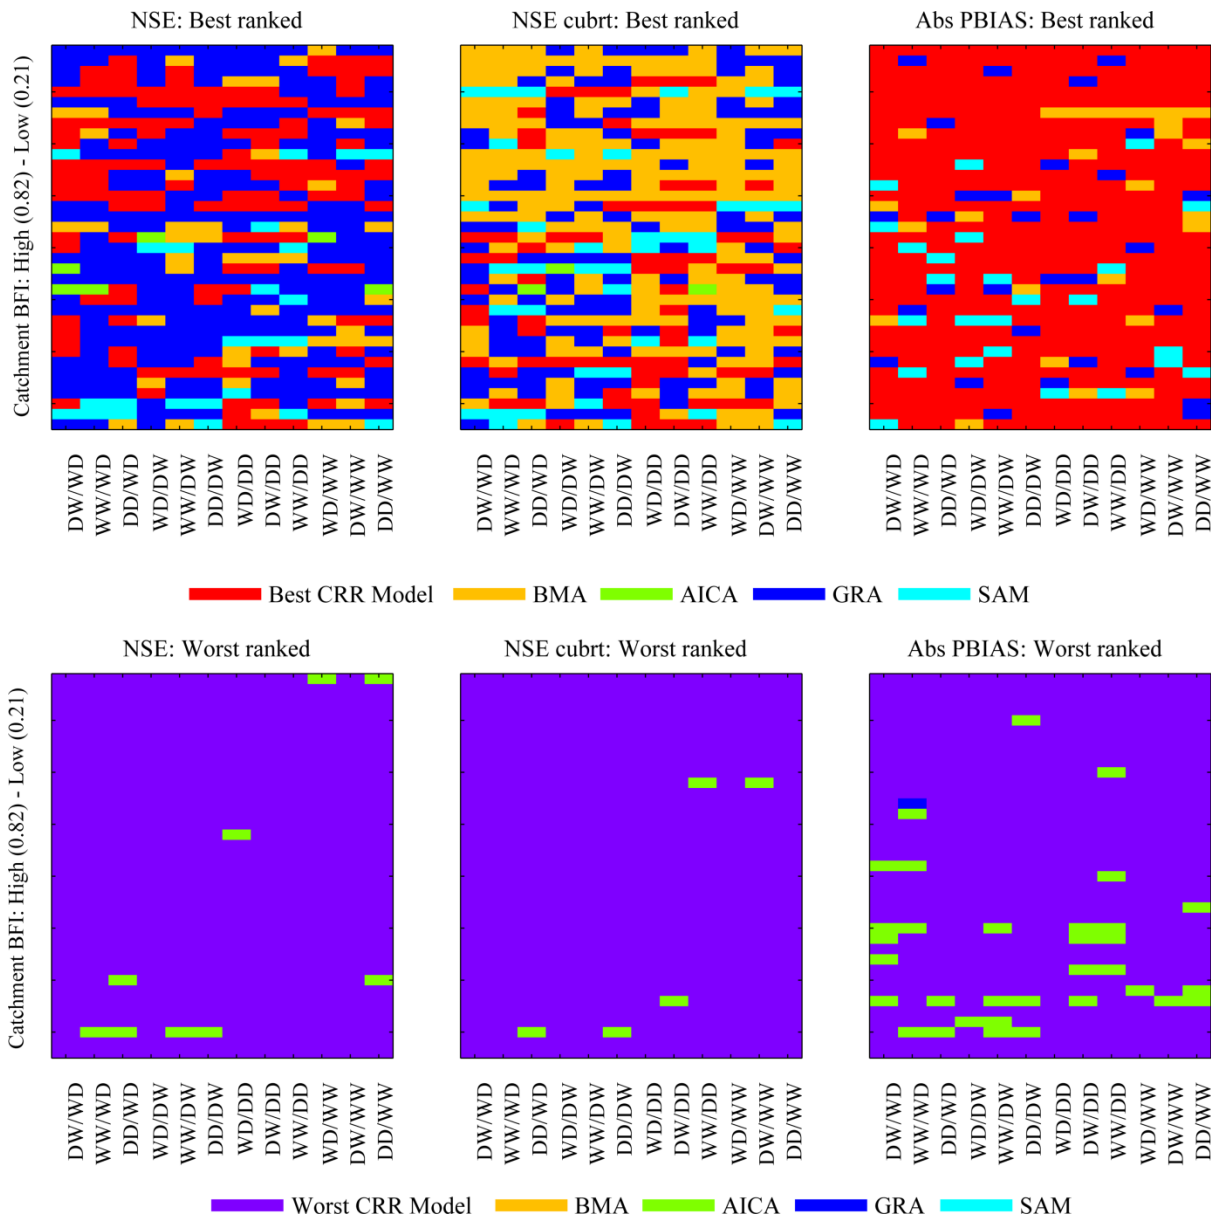 NSE: Best ranked
NSE cubrt: Best ranked
Abs PBIAS: Best ranked
Catchment BFI: High (0.82) - Low (0.21)
DW/WD WW/WD DD/WD WD/DW WW/DW DD/DW WD/DD DW/DD WW/DD WD/WW DW/WW DD/WW
DW/WD WW/WD DD/WD WD/DW WW/DW DD/DW WD/DD DW/DD WW/DD WD/WW DW/WW DD/WW
DW/WD WW/WD DD/WD WD/DW WW/DW DD/DW WD/DD DW/DD WW/DD WD/WW DW/WW DD/WW
Best CRR Model BMA AICA GRA SAM
NSE: Worst ranked
NSE cubrt: Worst ranked
Abs PBIAS: Worst ranked
Catchment BFI: High (0.82) - Low (0.21)
DW/WD WW/WD DD/WD WD/DW WW/DW DD/DW WD/DD DW/DD WW/DD WD/WW DW/WW DD/WW
DW/WD WW/WD DD/WD WD/DW WW/DW DD/DW WD/DD DW/DD WW/DD WD/WW DW/WW DD/WW
DW/WD WW/WD DD/WD WD/DW WW/DW DD/DW WD/DD DW/DD WW/DD WD/WW DW/WW DD/WW
Worst CRR Model BMA AICA GRA SAM